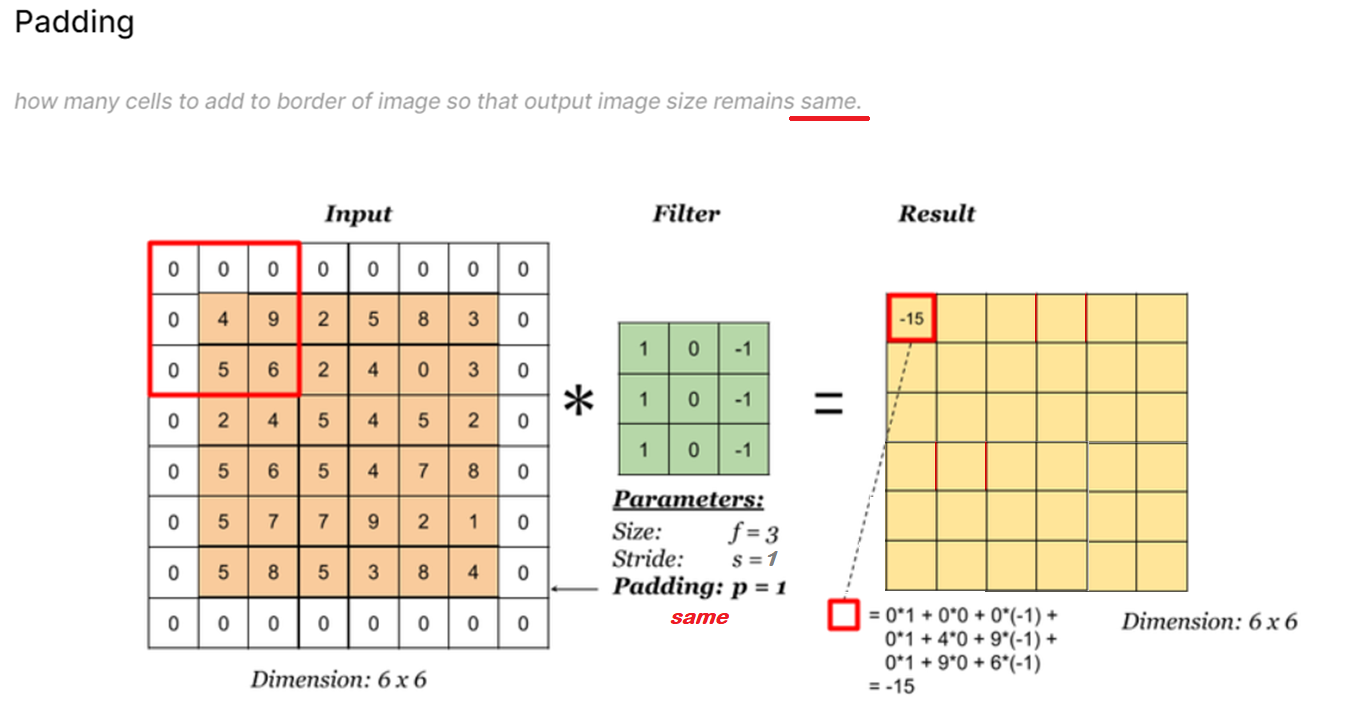 Padding
how many cells to add to border of image so that output image size remains same.
Input
Filter
Result
0 0 0 0 0 0 0 0
0 4 9 2 5 8 3 0
0 5 6 2 4 0 3 0
0 2 4 5 4 5 2 0
0 5 6 5 4 7 8 0
0 5 7 7 9 2 1 0
0 5 8 5 3 8 4 0
0 0 0 0 0 0 0 0
Dimension: 6 x 6
*
1 0 -1
1 0 -1
1 0 -1
Parameters:
Size: f = 3
Stride: s = 1
Padding: p = 1
same
=
-15
= 0*1 + 0*0 + 0*(-1) +
0*1 + 4*0 + 9*(-1) +
0*1 + 9*0 + 6*(-1)
= -15
Dimension: 6 x 6